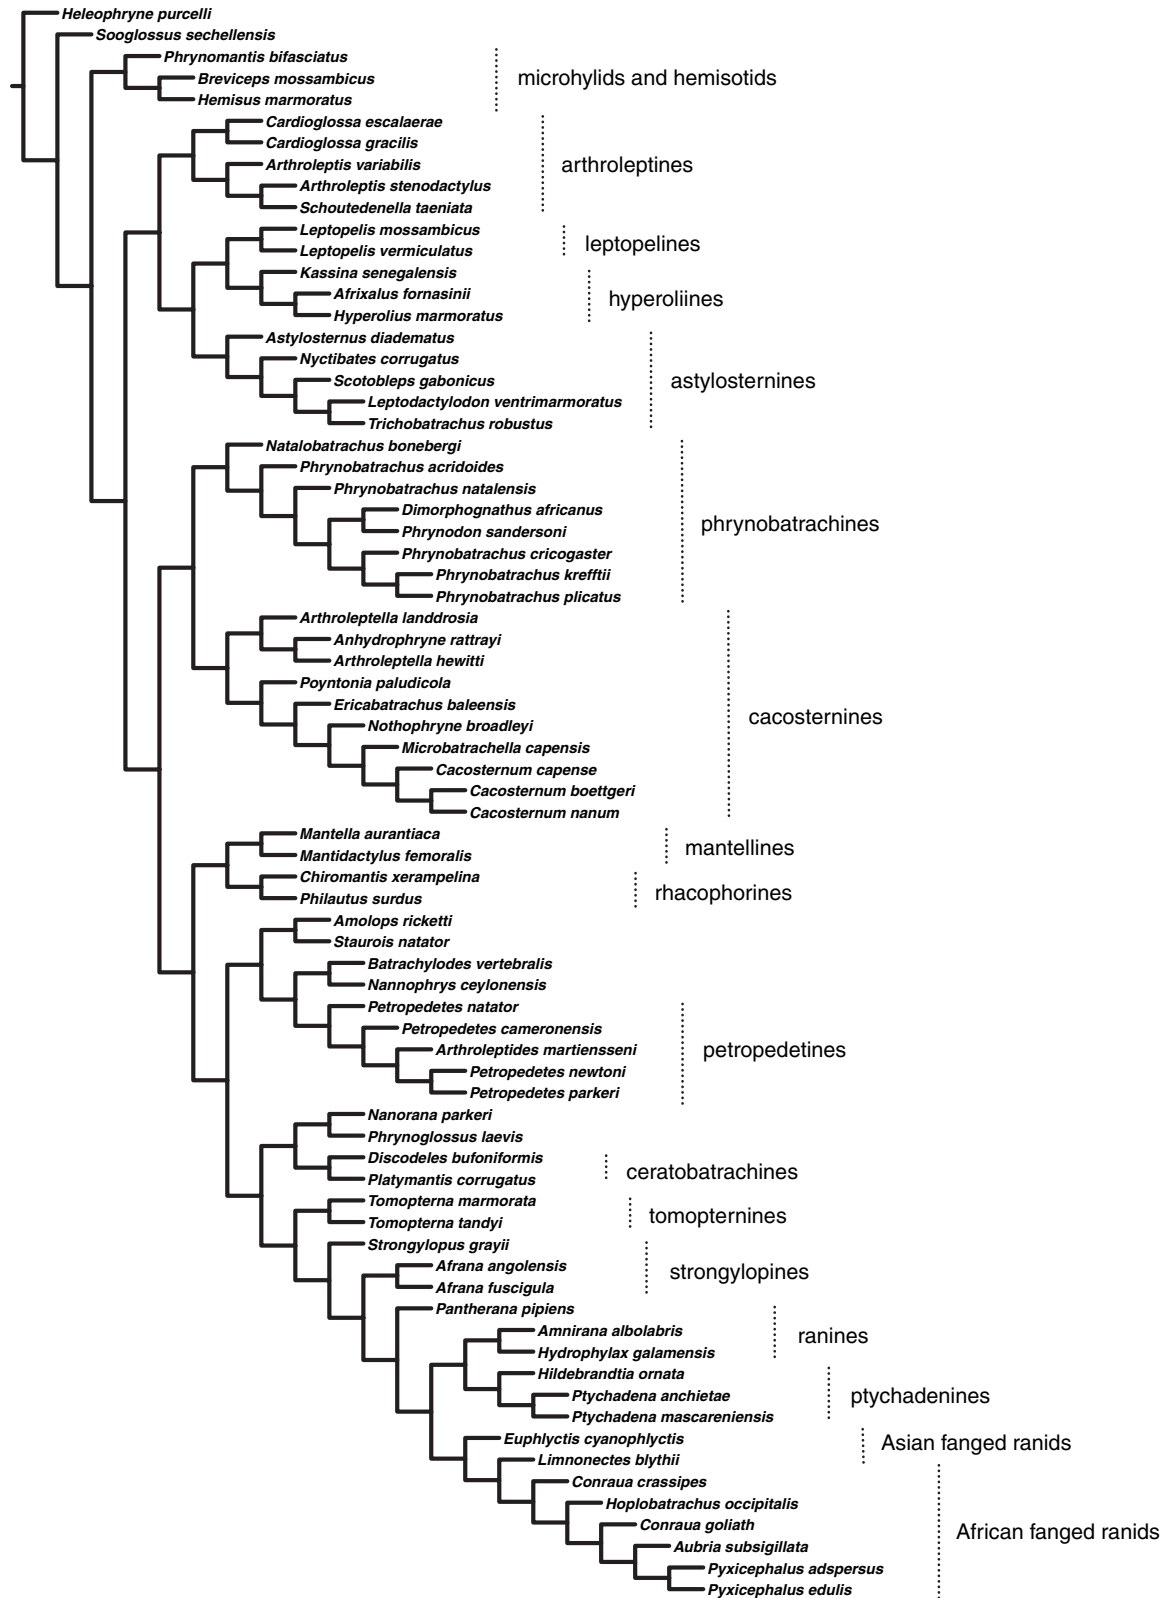 Heleophryne purcelli
Sooglossus sechellensis
Phrynomantis bifasciatus
Breviceps mossambicus
microhylids and hemisotids
Hemisus marmoratus
Cardioglossa escalaerae
Cardioglossa gracilis
Arthroleptis variabilis
arthroleptines
Arthroleptis stenodactylus
Schoutedenella taeniata
Leptopelis mossambicus
leptopelines
Leptopelis vermiculatus
Kassina senegalensis
Afrixalus fornasinii
hyperoliines
Hyperolius marmoratus
Astylosternus diadematus
Nyctibates corrugatus
Scotobleps gabonicus
astylosternines
Leptodactylodon ventrimarmoratus
Trichobatrachus robustus
Natalobatrachus bonebergi
Phrynobatrachus acridoides
Phrynobatrachus natalensis
Dimorphognathus africanus
phrynobatrachines
Phrynodon sandersoni
Phrynobatrachus cricogaster
Phrynobatrachus krefftii
Phrynobatrachus plicatus
Arthroleptella landdrosia
Anhydrophryne rattrayi
Arthroleptella hewitti
Poyntonia paludicola
Ericabatrachus baleensis
cacosternines
Nothophryne broadleyi
Microbatrachella capensis
Cacosternum capense
Cacosternum boettgeri
Cacosternum nanum
Mantella aurantiaca
mantellines
Mantidactylus femoralis
Chiromantis xerampelina
rhacophorines
Philautus surdus
Amolops ricketti
Staurois natator
Batrachylodes vertebralis
Nannophrys ceylonensis
Petropedetes natator
Petropedetes cameronensis
Arthroleptides martiensseni
petropedetines
Petropedetes newtoni
Petropedetes parkeri
Nanorana parkeri
Phrynoglossus laevis
Discodeles bufoniformis
ceratobatrachines
Platymantis corrugatus
Tomopterna marmorata
tomopternines
Tomopterna tandyi
Strongylopus grayii
Afrana angolensis
strongylopines
Afrana fuscigula
Pantherana pipiens
Amnirana albolabris
ranines
Hydrophylax galamensis
Hildebrandtia ornata
Ptychadena anchietae
ptychadenines
Ptychadena mascareniensis
Euphlyctis cyanophlyctis
Asian fanged ranids
Limnonectes blythii
Conraua crassipes
Hoplobatrachus occipitalis
Conraua goliath
African fanged ranids
Aubria subsigillata
Pyxicephalus adspersus
Pyxicephalus edulis